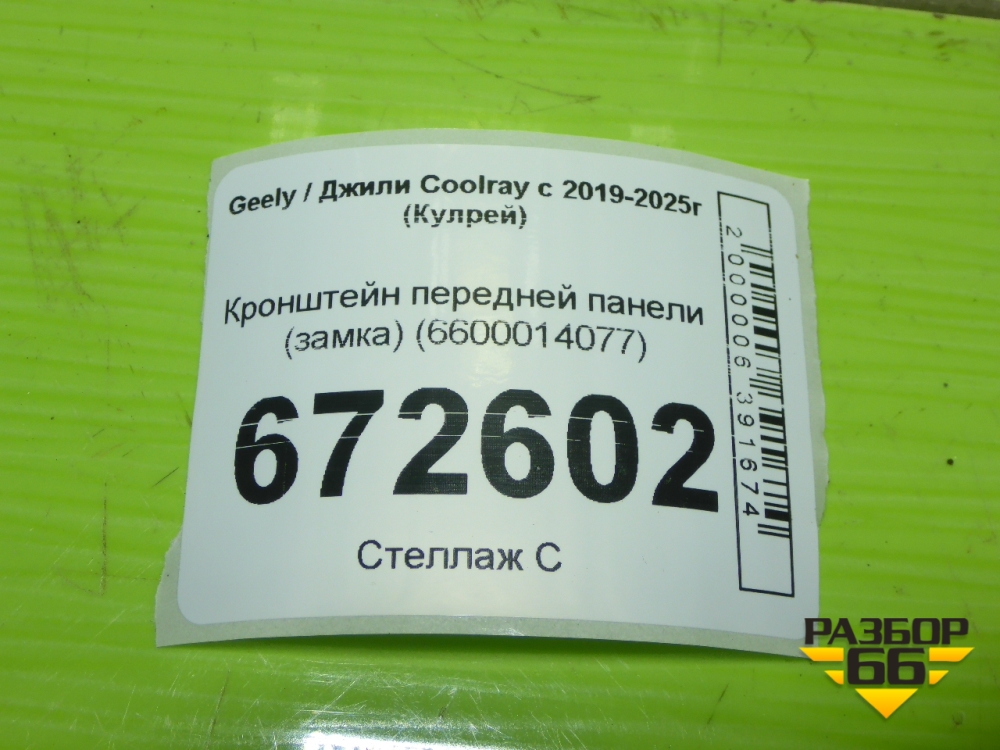 Geely / Джили Coolray с 2019-2025г
(Кулрей)
Кронштейн передней панели
(замка) (6600014077)
672602
Стеллаж С
2000006391674
РАЗБОР
66